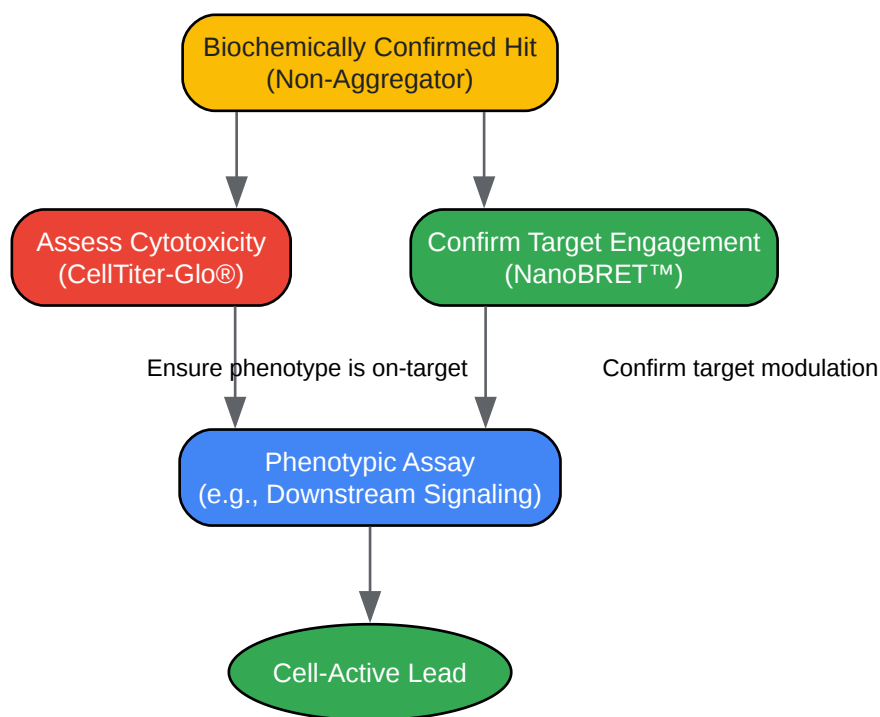 Biochemically Confirmed Hit
(Non-Aggregator)
Assess Cytotoxicity
(CellTiter-Glo®)
Confirm Target Engagement
(NanoBRET™)
Ensure phenotype is on-target
Confirm target modulation
Phenotypic Assay
(e.g., Downstream Signaling)
Cell-Active Lead